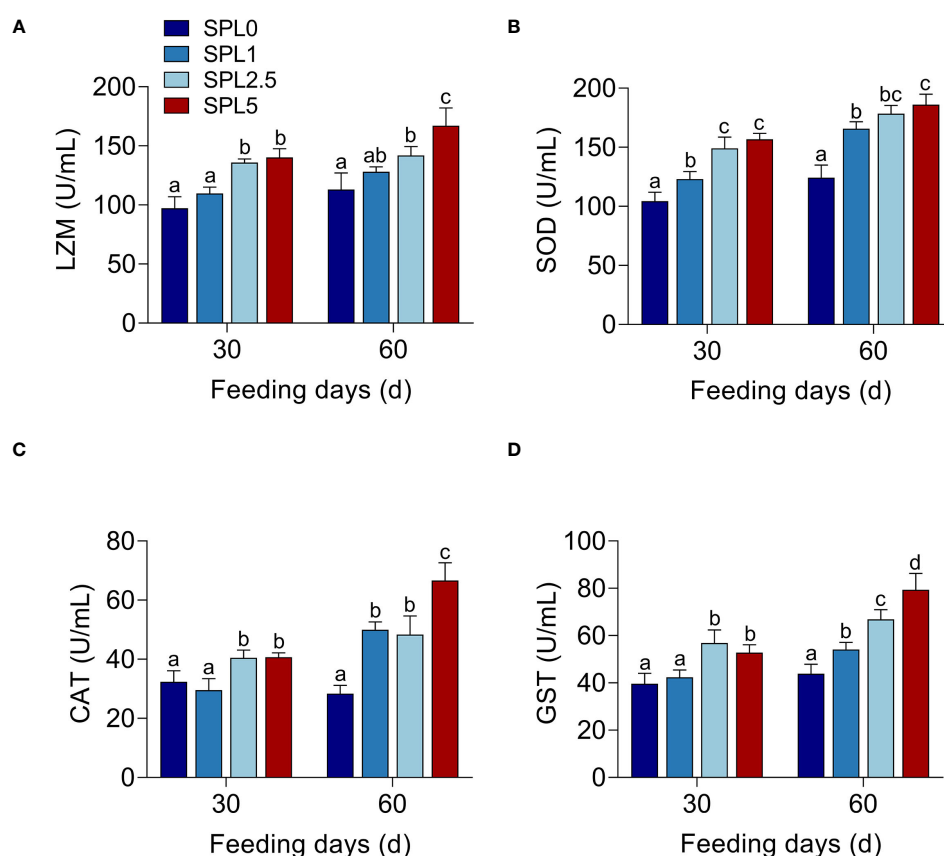 A
SPL0
SPL1
SPL2.5
SPL5
LZM (U/mL)
200
150
100
50
0
a a b b
a ab b c
30 60
Feeding days (d)
B
SOD (U/mL)
200
150
100
50
0
a b c c
a b bc c
30 60
Feeding days (d)
C
CAT (U/mL)
80
60
40
20
0
a a b b
a b b c
30 60
Feeding days (d)
D
GST (U/mL)
100
80
60
40
20
0
a a b b
a b c d
30 60
Feeding days (d)